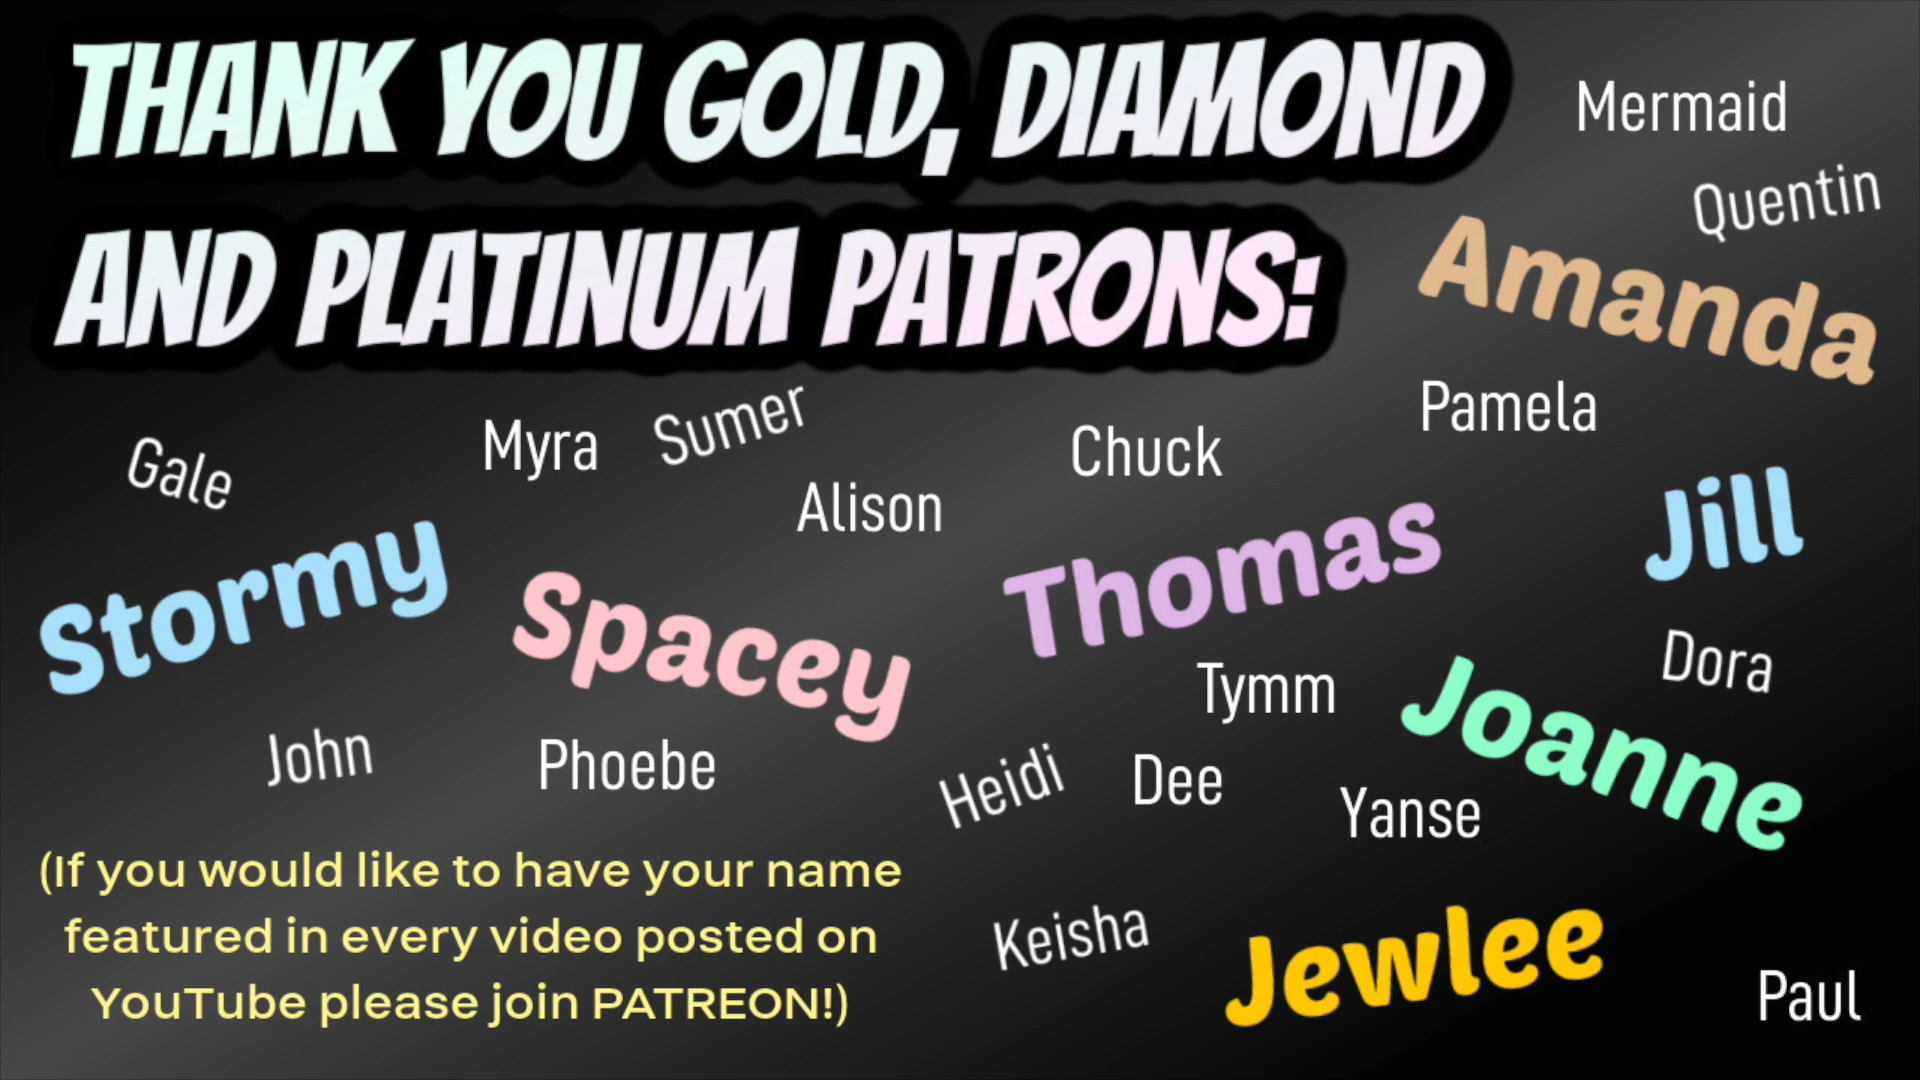 THANK YOU GOLD, DIAMOND
AND PLATINUM PATRONS:
Mermaid
Quentin
Amanda
Pamela
Gale
Myra
Sumer
Alison
Chuck
Stormy
Spacey
Thomas
Jill
Dora
Tymm
Joanne
John
Phoebe
Heidi
Dee
Yanse
(If you would like to have your name
featured in every video posted on
YouTube please join PATREON!)
Keisha
Jewlee
Paul